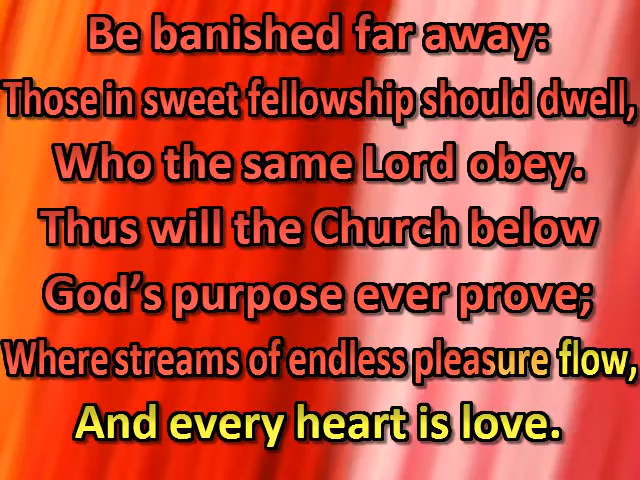 Be banished far away:
Those in sweet fellowship should dwell,
Who the same Lord obey.
Thus will the Church below
God’s purpose ever prove;
Where streams of endless pleasure flow,
And every heart is love.